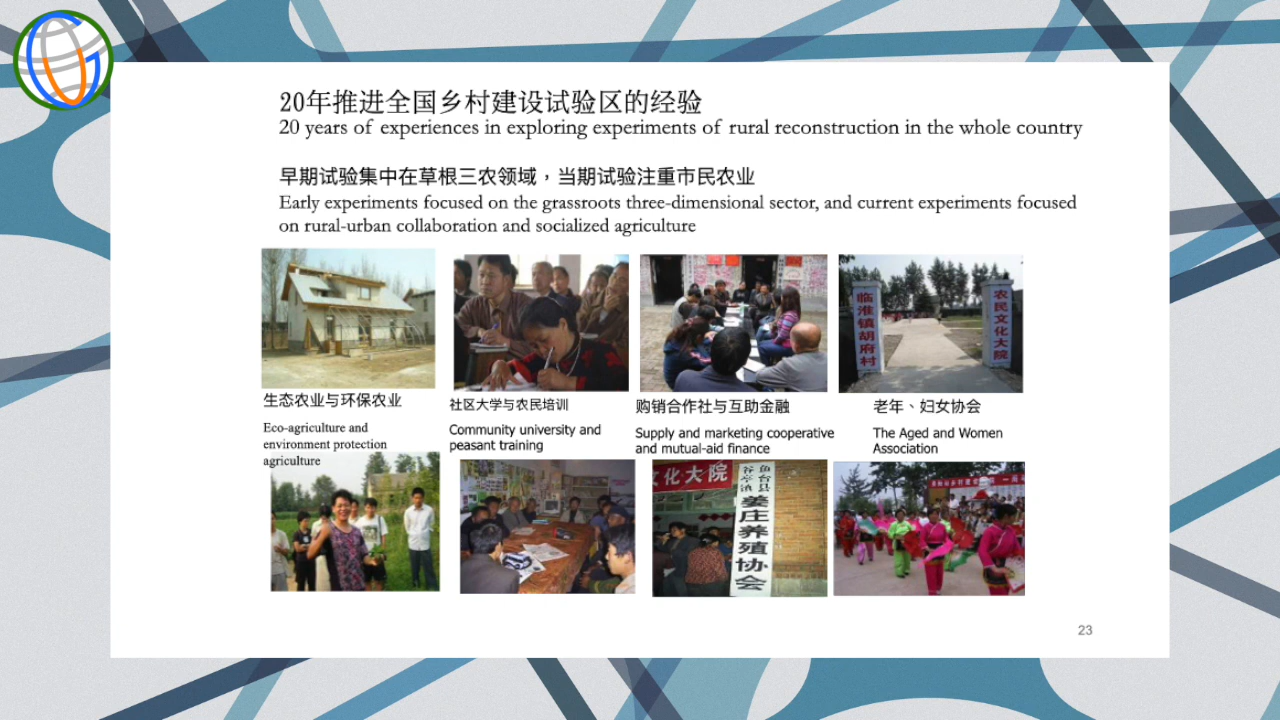 20年推进全国乡村建设试验区的经验
20 years of experiences in exploring experiments of rural reconstruction in the whole country
早期试验集中在草根三农领域，当期试验注重市民农业
Early experiments focused on the grassroots three-dimensional sector, and current experiments focused
on rural-urban collaboration and socialized agriculture
临淮镇胡府村
农民文化大院
生态农业与环保农业
Eco-agriculture and
environment protection
agriculture
社区大学与农民培训
Community university and
peasant training
购销合作社与互助金融
Supply and marketing cooperative
and mutual-aid finance
老年、妇女协会
The Aged and Women
Association
文化大院
鱼台县
谷亭镇
姜庄养殖协会
23